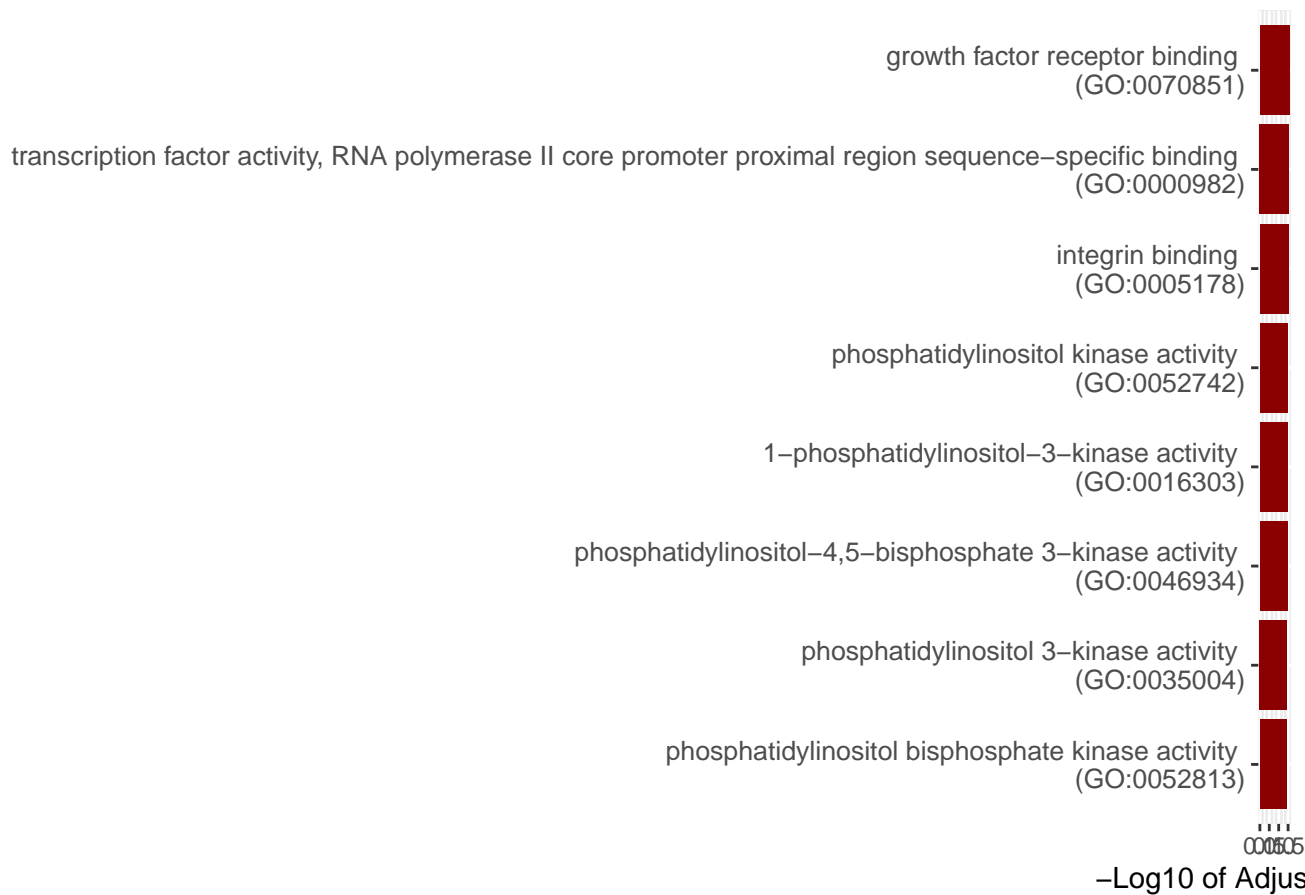 growth factor receptor binding
(GO:0070851)
transcription factor activity, RNA polymerase II core promoter proximal region sequence−specific binding
(GO:0000982)
integrin binding
(GO:0005178)
phosphatidylinositol kinase activity
(GO:0052742)
1−phosphatidylinositol−3−kinase activity
(GO:0016303)
phosphatidylinositol−4,5−bisphosphate 3−kinase activity
(GO:0046934)
phosphatidylinositol 3−kinase activity
(GO:0035004)
phosphatidylinositol bisphosphate kinase activity
(GO:0052813)
−Log10 of Adjus